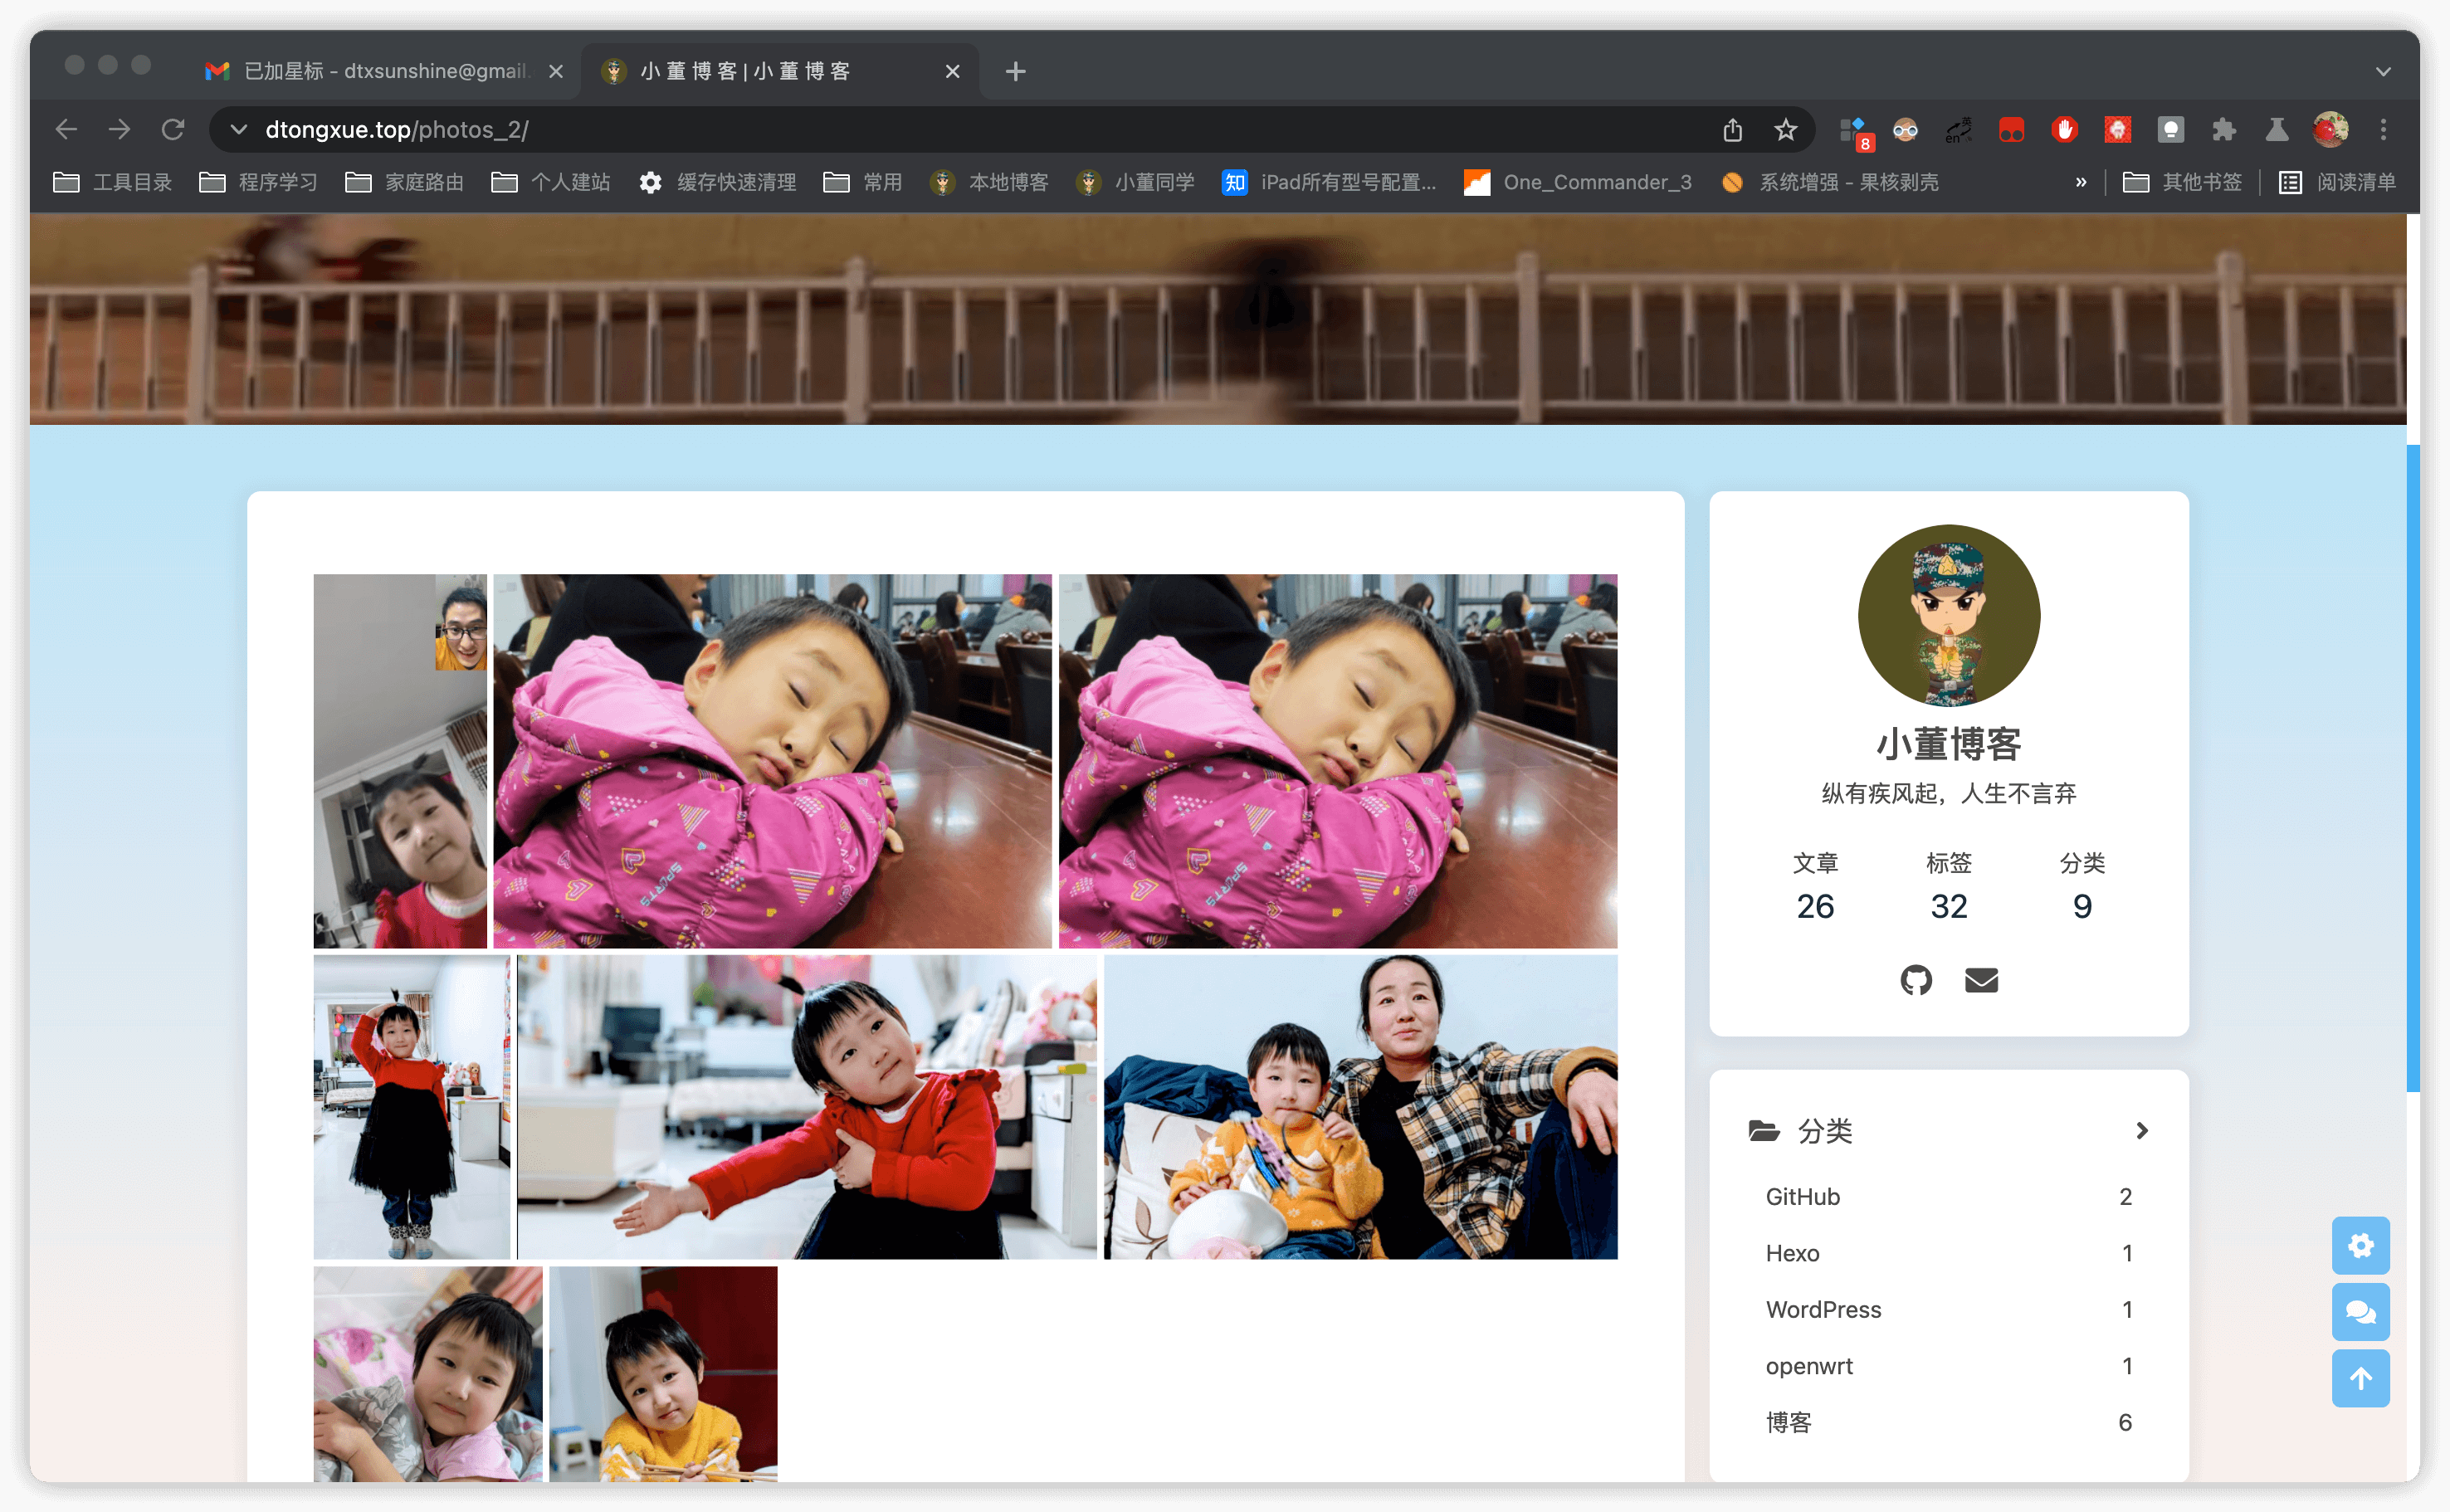 已加星标 - dtxsunshine@gmail.
小 董 博 客 | 小 董 博 客
dtongxue.top/photos_2/
8
英
en
工具目录
程序学习
家庭路由
个人建站
缓存快速清理
常用
本地博客
小董同学
知
iPad所有型号配置...
One_Commander_3
系统增强 - 果核剥壳
»
其他书签
阅读清单
SPORTS
SPORTS
小董博客
纵有疾风起，人生不言弃
文章
标签
分类
26
32
9
分类
GitHub
2
Hexo
1
WordPress
1
openwrt
1
博客
6